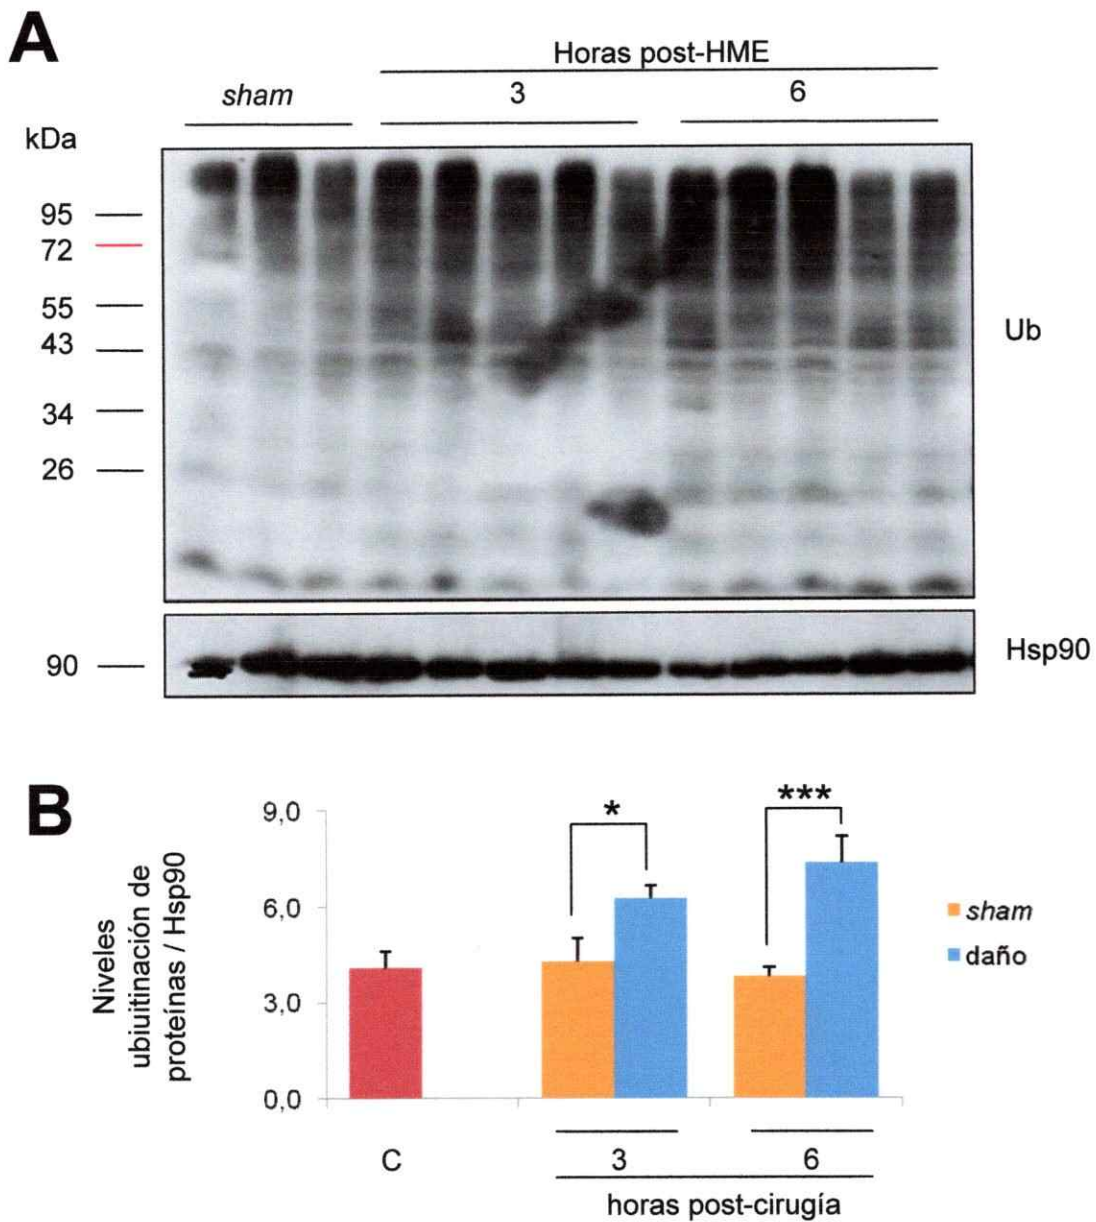 A
Horas post-HME
sham
3
6
kDa
95
72
55
43
34
26
Ub
90
Hsp90
B
Niveles
ubiuitinación de
proteínas / Hsp90
9,0
6,0
3,0
0,0
*
***
sham
daño
C
3
6
horas post-cirugía